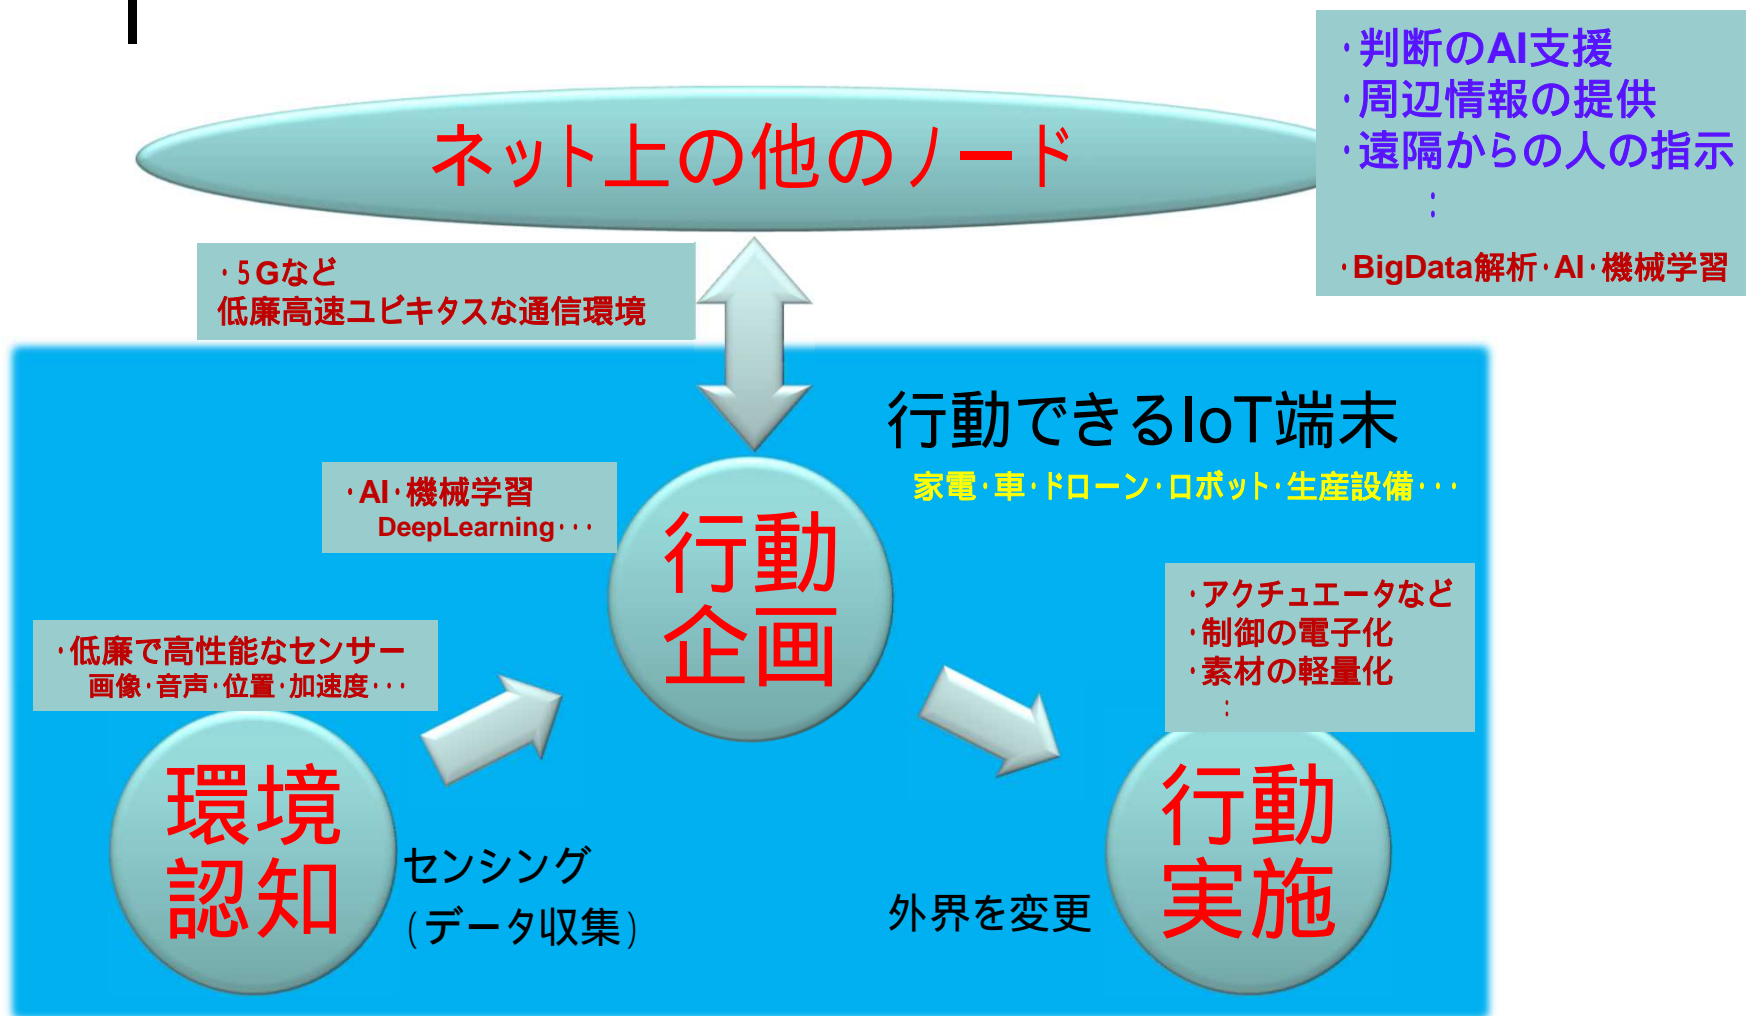 ・判断のAI支援
・周辺情報の提供
・遠隔からの人の指示
：
・BigData解析・AI・機械学習
ネット上の他のノード
・5Gなど
低廉高速ユビキタスな通信環境
行動できるIoT端末
家電・車・ドローン・ロボット・生産設備・・・
・AI・機械学習
DeepLearning・・・
行動
企画
・アクチュエータなど
・制御の電子化
・素材の軽量化
：
・低廉で高性能なセンサー
画像・音声・位置・加速度・・・
環境
認知
センシング
(データ収集)
外界を変更
行動
実施